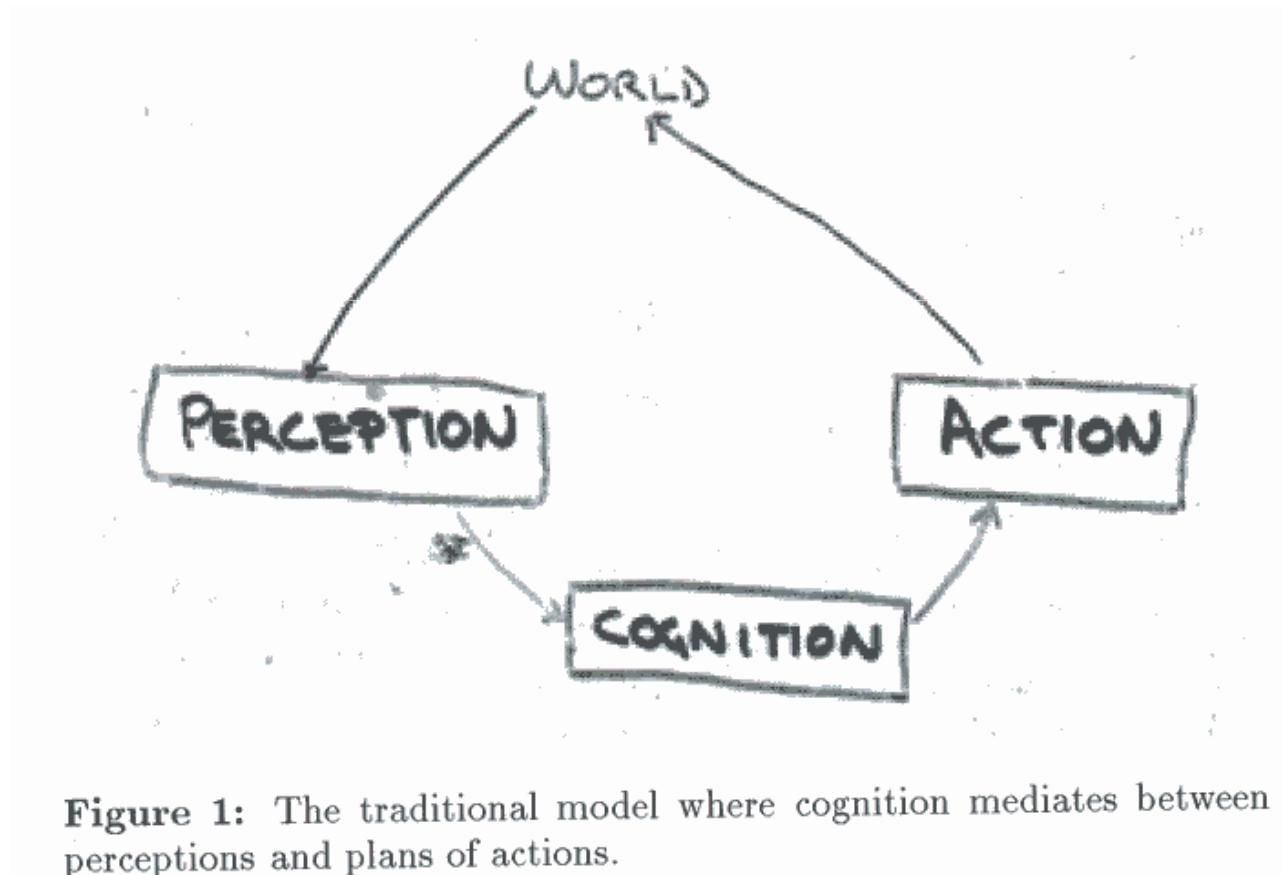 WORLD
PERCEPTION
ACTION
COGNITION
Figure 1: The traditional model where cognition mediates between
perceptions and plans of actions.